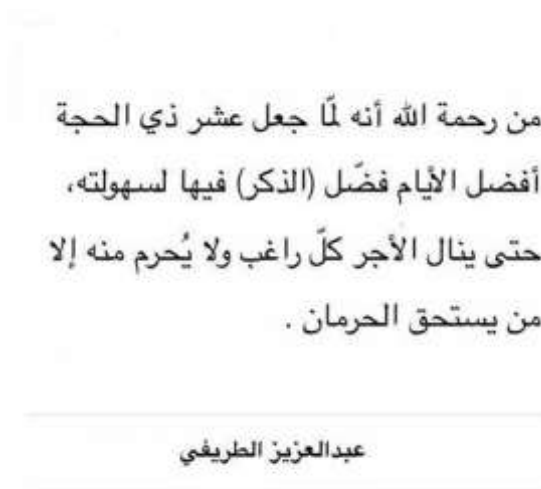 من رحمة الله أنه لمّا جعل عشر ذي الحجة
أفضل الأيام فضّل (الذكر) فيها لسهولته،
حتى ينال الأجر كلّ راغب ولا يُحرم منه إلا
من يستحق الحرمان .
عبدالعزيز الطريفي